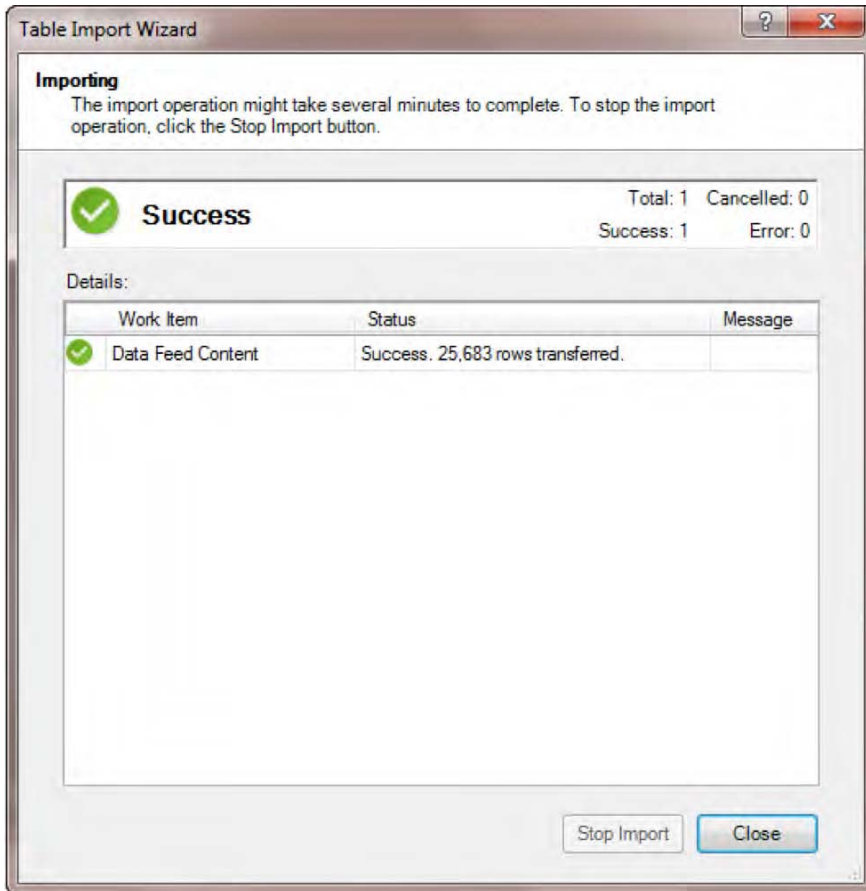 Table Import Wizard
Importing
The import operation might take several minutes to complete. To stop the import
operation, click the Stop Import button.
Success
Total: 1 Cancelled: 0
Success: 1 Error: 0
Details:
Work Item Status Message
Data Feed Content Success. 25,683 rows transferred.
Stop Import Close